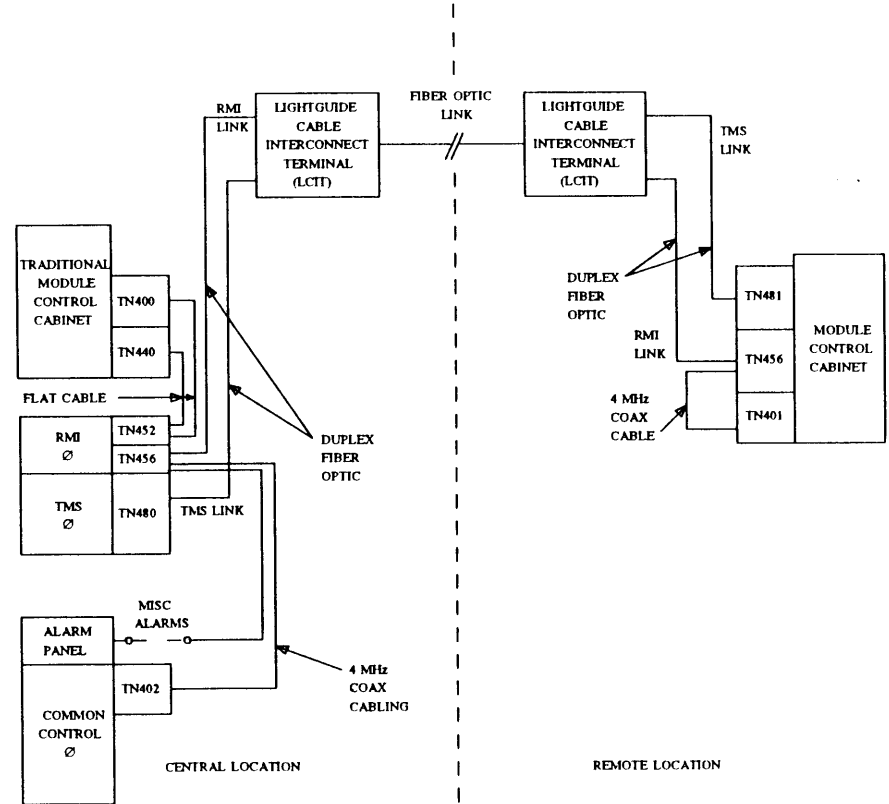 RMI
LINK
LIGHTGUIDE
CABLE
INTERCONNECT
TERMINAL
(LCIT)
FIBER OPTIC
LINK
LIGHTGUIDE
CABLE
INTERCONNECT
TERMINAL
(LCIT)
TMS
LINK
TRADITIONAL
MODULE
CONTROL
CABINET
TN400
TN440
FLAT CABLE
RMI
Ø
TN452
TN456
TMS
Ø
TN480
TMS LINK
DUPLEX
FIBER
OPTIC
DUPLEX
FIBER
OPTIC
RMI
LINK
4 MHz
COAX
CABLE
TN481
TN456
TN401
MODULE
CONTROL
CABINET
MISC
ALARMS
ALARM
PANEL
TN402
COMMON
CONTROL
Ø
4 MHz
COAX
CABLING
CENTRAL LOCATION
REMOTE LOCATION